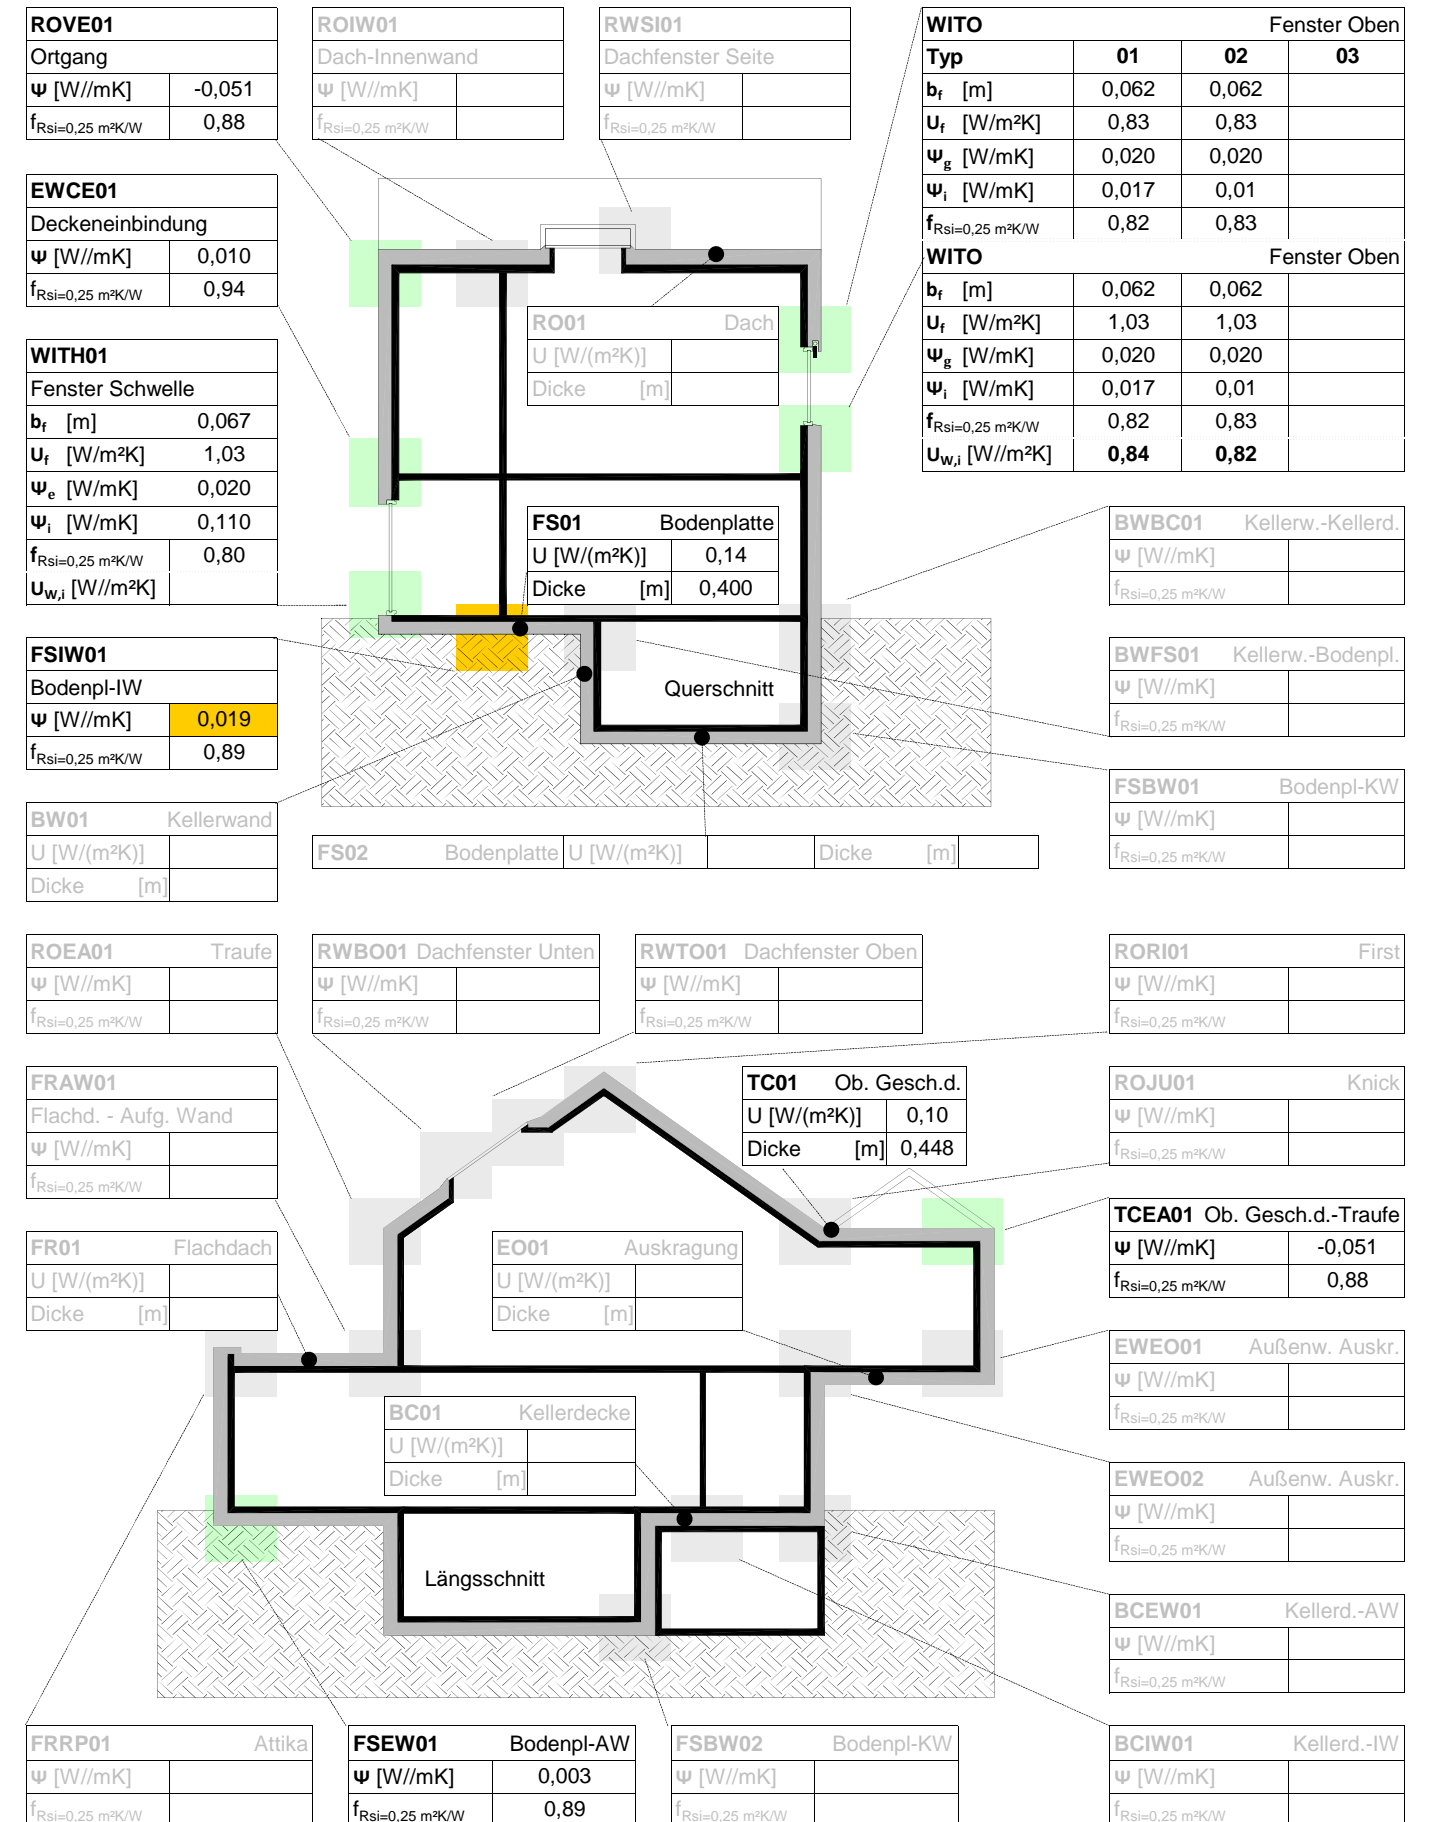 ROVE01
Ortgang
Ψ [W//mK] -0,051
fRsi=0,25 m²K/W 0,88
ROIW01
Dach-Innenwand
Ψ [W//mK]
fRsi=0,25 m²K/W
RWSI01
Dachfenster Seite
Ψ [W//mK]
fRsi=0,25 m²K/W
WITO Fenster Oben
Typ 01 02 03
bf [m] 0,062 0,062
Uf [W/m²K] 0,83 0,83
Ψg [W/mK] 0,020 0,020
Ψi [W/mK] 0,017 0,01
fRsi=0,25 m²K/W 0,82 0,83
WITO Fenster Oben
bf [m] 0,062 0,062
Uf [W/m²K] 1,03 1,03
Ψg [W/mK] 0,020 0,020
Ψi [W/mK] 0,017 0,01
fRsi=0,25 m²K/W 0,82 0,83
UW,i [W//m²K] 0,84 0,82
EWCE01
Deckeneinbindung
Ψ [W//mK] 0,010
fRsi=0,25 m²K/W 0,94
WITH01
Fenster Schwelle
bf [m] 0,067
Uf [W/m²K] 1,03
Ψe [W/mK] 0,020
Ψi [W/mK] 0,110
fRsi=0,25 m²K/W 0,80
UW,i [W//m²K]
RO01 Dach
U [W/(m²K)]
Dicke [m]
FS01 Bodenplatte
U [W/(m²K)] 0,14
Dicke [m] 0,400
BWBC01 Kellerw.-Kellerd.
Ψ [W//mK]
fRsi=0,25 m²K/W
FSIW01
Bodenpl-IW
Ψ [W//mK] 0,019
fRsi=0,25 m²K/W 0,89
Querschnitt
BWFS01 Kellerw.-Bodenpl.
Ψ [W//mK]
fRsi=0,25 m²K/W
FSBW01 Bodenpl-KW
Ψ [W//mK]
fRsi=0,25 m²K/W
BW01 Kellerwand
U [W/(m²K)]
Dicke [m]
FS02 Bodenplatte U [W/(m²K)] Dicke [m]
ROEA01 Traufe
Ψ [W//mK]
fRsi=0,25 m²K/W
RWBO01 Dachfenster Unten
Ψ [W//mK]
fRsi=0,25 m²K/W
RWTO01 Dachfenster Oben
Ψ [W//mK]
fRsi=0,25 m²K/W
RORI01 First
Ψ [W//mK]
fRsi=0,25 m²K/W
FRAW01
Flachd. - Aufg. Wand
Ψ [W//mK]
fRsi=0,25 m²K/W
TC01 Ob. Gesch.d.
U [W/(m²K)] 0,10
Dicke [m] 0,448
ROJU01 Knick
Ψ [W//mK]
fRsi=0,25 m²K/W
FR01 Flachdach
U [W/(m²K)]
Dicke [m]
EO01 Auskragung
U [W/(m²K)]
Dicke [m]
TCEA01 Ob. Gesch.d.-Traufe
Ψ [W//mK] -0,051
fRsi=0,25 m²K/W 0,88
EWEO01 Außenw. Auskr.
Ψ [W//mK]
fRsi=0,25 m²K/W
BC01 Kellerdecke
U [W/(m²K)]
Dicke [m]
EWEO02 Außenw. Auskr.
Ψ [W//mK]
fRsi=0,25 m²K/W
Längsschnitt
BCEW01 Kellerd.-AW
Ψ [W//mK]
fRsi=0,25 m²K/W
FRRP01 Attika
Ψ [W//mK]
fRsi=0,25 m²K/W
FSEW01 Bodenpl-AW
Ψ [W//mK] 0,003
fRsi=0,25 m²K/W 0,89
FSBW02 Bodenpl-KW
Ψ [W//mK]
fRsi=0,25 m²K/W
BCIW01 Kellerd.-IW
Ψ [W//mK]
fRsi=0,25 m²K/W